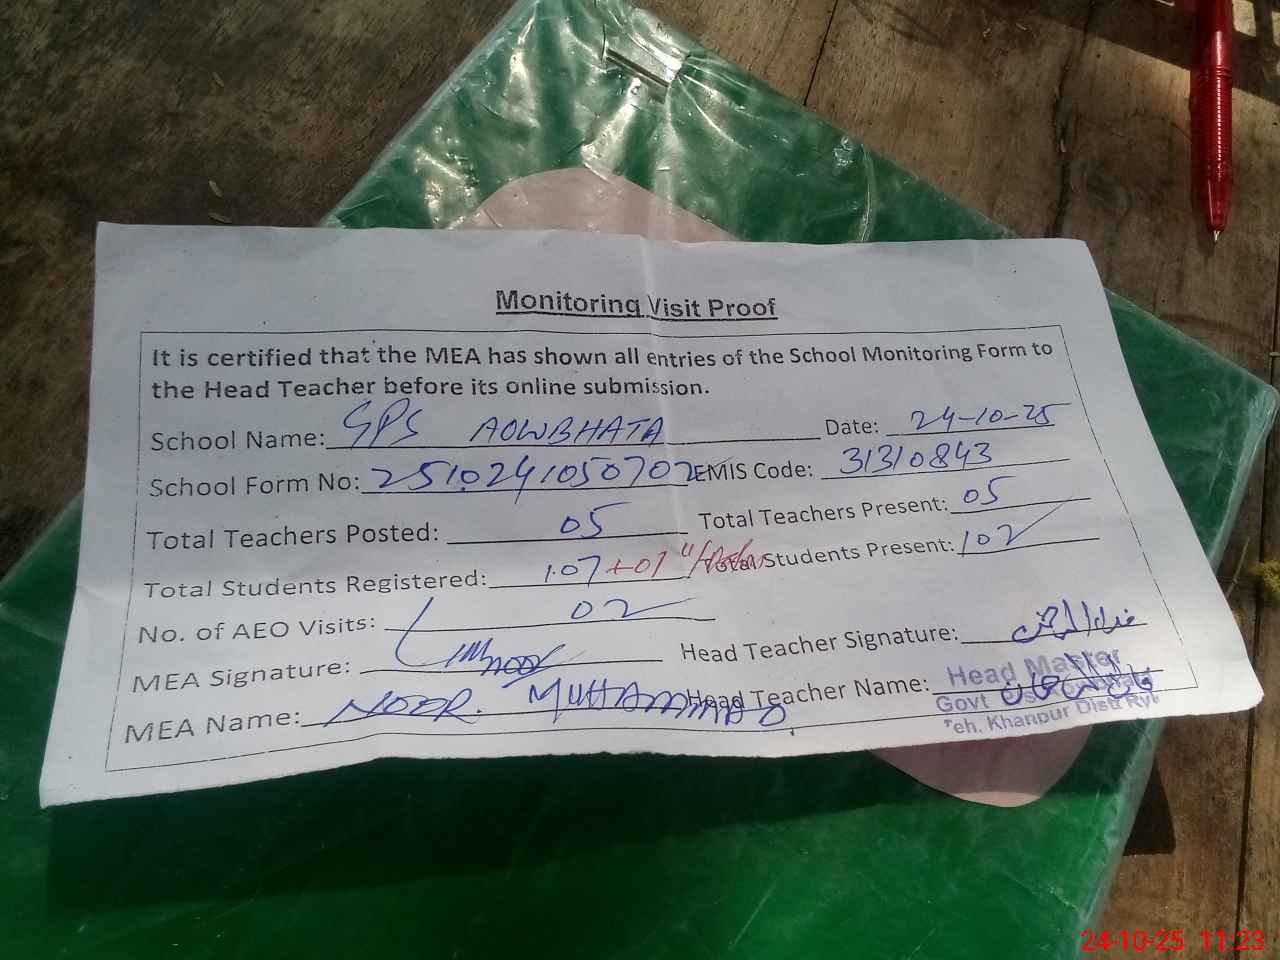 Monitoring Visit Proof
It is certified that the MEA has shown all entries of the School Monitoring Form to
the Head Teacher before its online submission.
School Name: GPS AOWBHATA Date: 24-10-25
School Form No: 2510241050702 EMIS Code: 31310843
Total Teachers Posted: 05 Total Teachers Present: 05
Total Students Registered: 107+01 Total Students Present: 102
No. of AEO Visits: 02
MEA Signature: Head Teacher Signature:
MEA Name: NOOR. MUHAMMAD Head Teacher Name:
Head Master
Govt
Teh. Khanpur Distt Ryk
24-10-25 11:23